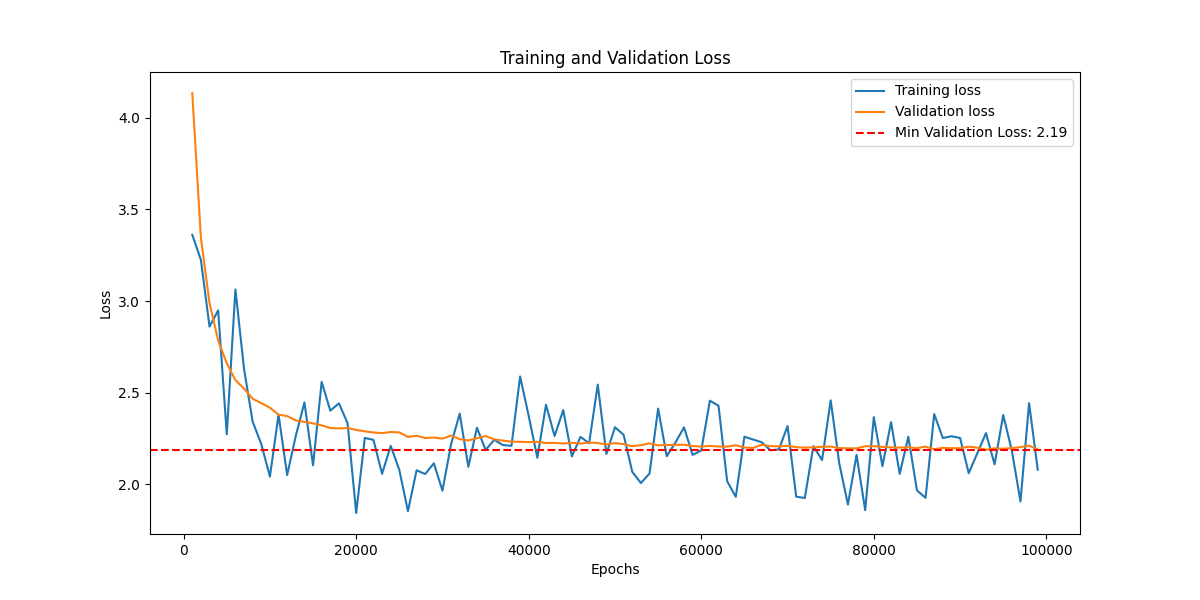 Training and Validation Loss
Training loss
Validation loss
Min Validation Loss: 2.19
Loss
4.0
3.5
3.0
2.5
2.0
0
20000
40000
60000
80000
100000
Epochs